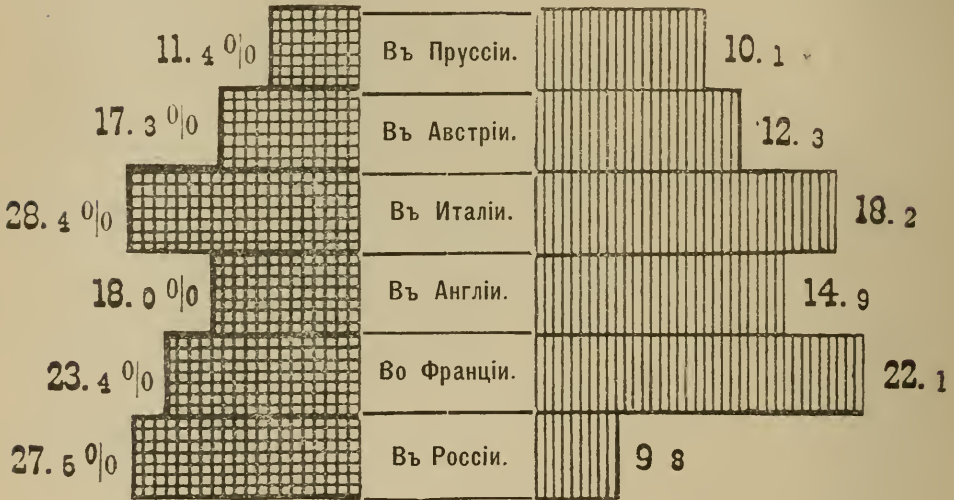 11. 4 0|0 Въ Пруссіи. 10. 1
17. 3 0|0 Въ Австріи. 12. 3
28. 4 0|0 Въ Италіи. 18. 2
18. 0 0|0 Въ Англіи. 14. 9
23. 4 0|0 Во Франціи. 22. 1
27. 5 0|0 Въ Россіи. 9 8